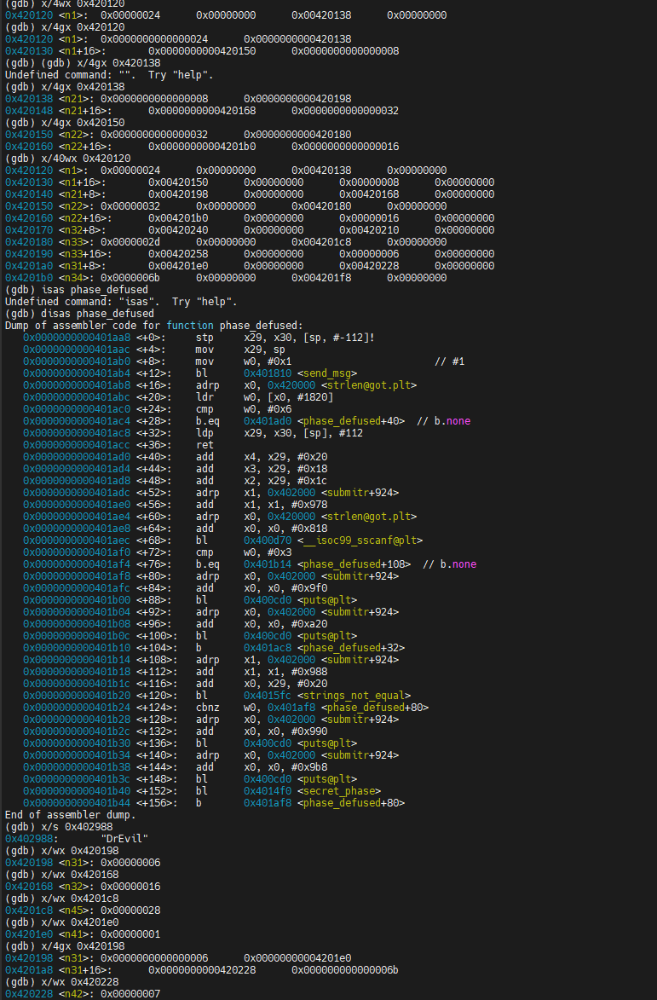 (gdb) x/4wx 0x420120
0x420120 <n1>: 0x00000024 0x00000000 0x00420138 0x00000000
(gdb) x/4gx 0x420120
0x420120 <n1>: 0x0000000000000024 0x0000000000420138
0x420130 <n1+16>: 0x0000000000420150 0x0000000000000008
(gdb) (gdb) x/4gx 0x420138
Undefined command: "". Try "help".
(gdb) x/4gx 0x420138
0x420138 <n21>: 0x0000000000000008 0x0000000000420198
0x420148 <n21+16>: 0x0000000000420168 0x0000000000000032
(gdb) x/4gx 0x420150
0x420150 <n22>: 0x0000000000000032 0x0000000000420180
0x420160 <n22+16>: 0x00000000004201b0 0x0000000000000016
(gdb) x/40wx 0x420120
0x420120 <n1>: 0x00000024 0x00000000 0x00420138 0x00000000
0x420130 <n1+16>: 0x00420150 0x00000000 0x00000008 0x00000000
0x420140 <n21+8>: 0x00420198 0x00000000 0x00420168 0x00000000
0x420150 <n22>: 0x00000032 0x00000000 0x00420180 0x00000000
0x420160 <n22+16>: 0x004201b0 0x00000000 0x00000016 0x00000000
0x420170 <n32+8>: 0x00420240 0x00000000 0x00420210 0x00000000
0x420180 <n33>: 0x0000002d 0x00000000 0x004201c8 0x00000000
0x420190 <n33+16>: 0x00420258 0x00000000 0x00000006 0x00000000
0x4201a0 <n31+8>: 0x004201e0 0x00000000 0x00420228 0x00000000
0x4201b0 <n34>: 0x0000006b 0x00000000 0x004201f8 0x00000000
(gdb) isas phase_defused
Undefined command: "isas". Try "help".
(gdb) disas phase_defused
Dump of assembler code for function phase_defused:
0x0000000000401aa8 <+0>: stp x29, x30, [sp, #-112]!
0x0000000000401aac <+4>: mov x29, sp
0x0000000000401ab0 <+8>: mov w0, #0x1 // #1
0x0000000000401ab4 <+12>: bl 0x401810 <send_msg>
0x0000000000401ab8 <+16>: adrp x0, 0x420000 <strlen@got.plt>
0x0000000000401abc <+20>: ldr w0, [x0, #1820]
0x0000000000401ac0 <+24>: cmp w0, #0x6
0x0000000000401ac4 <+28>: b.eq 0x401ad0 <phase_defused+40> // b.none
0x0000000000401ac8 <+32>: ldp x29, x30, [sp], #112
0x0000000000401acc <+36>: ret
0x0000000000401ad0 <+40>: add x4, x29, #0x20
0x0000000000401ad4 <+44>: add x3, x29, #0x18
0x0000000000401ad8 <+48>: add x2, x29, #0x1c
0x0000000000401adc <+52>: adrp x1, 0x402000 <submitr+924>
0x0000000000401ae0 <+56>: add x1, x1, #0x978
0x0000000000401ae4 <+60>: adrp x0, 0x420000 <strlen@got.plt>
0x0000000000401ae8 <+64>: add x0, x0, #0x818
0x0000000000401aec <+68>: bl 0x400d70 <__isoc99_sscanf@plt>
0x0000000000401af0 <+72>: cmp w0, #0x3
0x0000000000401af4 <+76>: b.eq 0x401b14 <phase_defused+108> // b.none
0x0000000000401af8 <+80>: adrp x0, 0x402000 <submitr+924>
0x0000000000401afc <+84>: add x0, x0, #0x9f0
0x0000000000401b00 <+88>: bl 0x400cd0 <puts@plt>
0x0000000000401b04 <+92>: adrp x0, 0x402000 <submitr+924>
0x0000000000401b08 <+96>: add x0, x0, #0xa20
0x0000000000401b0c <+100>: bl 0x400cd0 <puts@plt>
0x0000000000401b10 <+104>: b 0x401ac8 <phase_defused+32>
0x0000000000401b14 <+108>: adrp x1, 0x402000 <submitr+924>
0x0000000000401b18 <+112>: add x1, x1, #0x988
0x0000000000401b1c <+116>: add x0, x29, #0x20
0x0000000000401b20 <+120>: bl 0x4015fc <strings_not_equal>
0x0000000000401b24 <+124>: cbnz w0, 0x401af8 <phase_defused+80>
0x0000000000401b28 <+128>: adrp x0, 0x402000 <submitr+924>
0x0000000000401b2c <+132>: add x0, x0, #0x990
0x0000000000401b30 <+136>: bl 0x400cd0 <puts@plt>
0x0000000000401b34 <+140>: adrp x0, 0x402000 <submitr+924>
0x0000000000401b38 <+144>: add x0, x0, #0x9b8
0x0000000000401b3c <+148>: bl 0x400cd0 <puts@plt>
0x0000000000401b40 <+152>: bl 0x4014f0 <secret_phase>
0x0000000000401b44 <+156>: b 0x401af8 <phase_defused+80>
End of assembler dump.
(gdb) x/s 0x402988
0x402988: "DrEvil"
(gdb) x/wx 0x420198
0x420198 <n31>: 0x00000006
(gdb) x/wx 0x420168
0x420168 <n32>: 0x00000016
(gdb) x/wx 0x4201c8
0x4201c8 <n45>: 0x00000028
(gdb) x/wx 0x4201e0
0x4201e0 <n41>: 0x00000001
(gdb) x/4gx 0x420198
0x420198 <n31>: 0x0000000000000006 0x00000000004201e0
0x4201a8 <n31+16>: 0x0000000000420228 0x000000000000006b
(gdb) x/wx 0x420228
0x420228 <n42>: 0x00000007